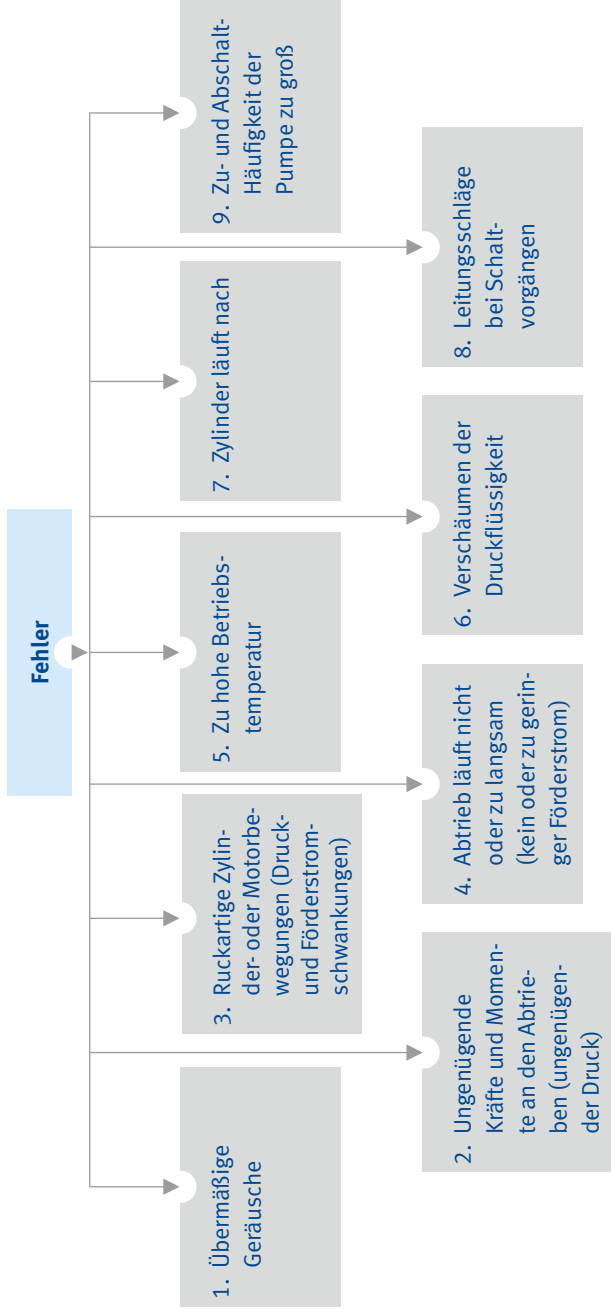 Fehler
1. Übermäßige
Geräusche
2. Ungenügende
Kräfte und Momen-
te an den Abtrie-
ben (ungenügen-
der Druck)
3. Ruckartige Zylin-
der- oder Motorbe-
wegungen (Druck-
und Förderstrom-
schwankungen)
4. Abtrieb läuft nicht
oder zu langsam
(kein oder zu gerin-
ger Förderstrom)
5. Zu hohe Betriebs-
temperatur
6. Verschäumen der
Druckflüssigkeit
7. Zylinder läuft nach
8. Leitungsschläge
bei Schalt-
vorgängen
9. Zu- und Abschalt-
Häufigkeit der
Pumpe zu groß